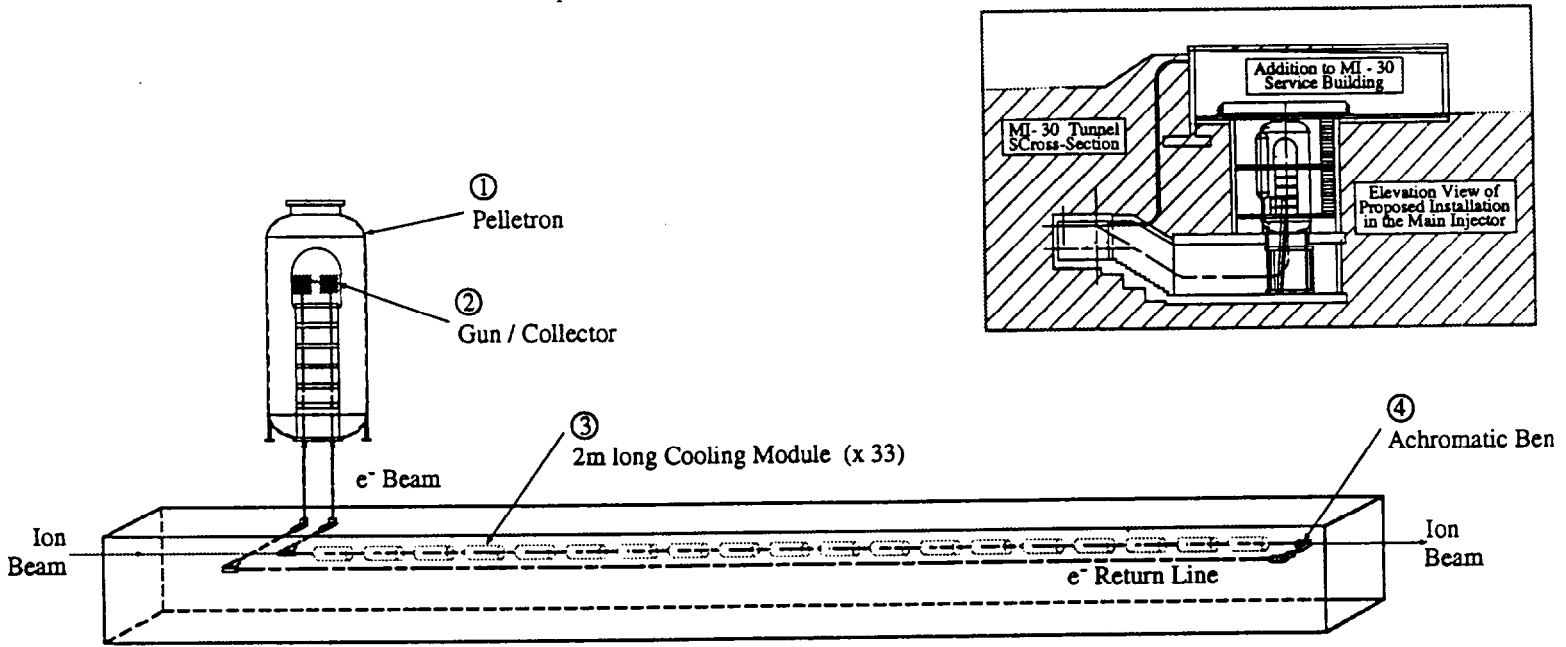 Addition to MI - 30
Service Building
MI- 30 Tunnel
SCross-Section
Elevation View of
Proposed Installation
in the Main Injector
①
Pelletron
②
Gun / Collector
③
2m long Cooling Module (x 33)
④
Achromatic Ben
e⁻ Beam
Ion
Beam
e⁻ Return Line
Ion
Beam